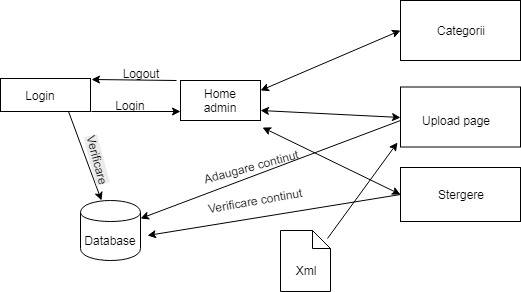 Categorii
Logout
Login
Home
admin
Login
Upload page
Verificare
Adaugare continut
Stergere
Verificare continut
Database
Xml